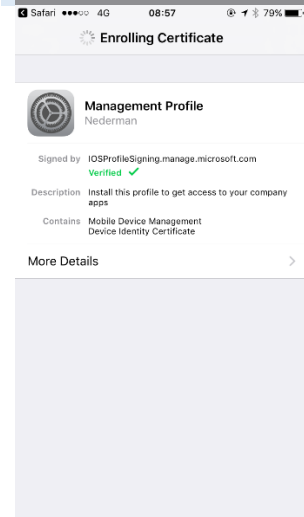 Safari 4G 08:57 79%
Enrolling Certificate
Management Profile
Nederman
Signed by IOSProfileSigning.manage.microsoft.com
Verified
Description Install this profile to get access to your company
apps
Contains Mobile Device Management
Device Identity Certificate
More Details